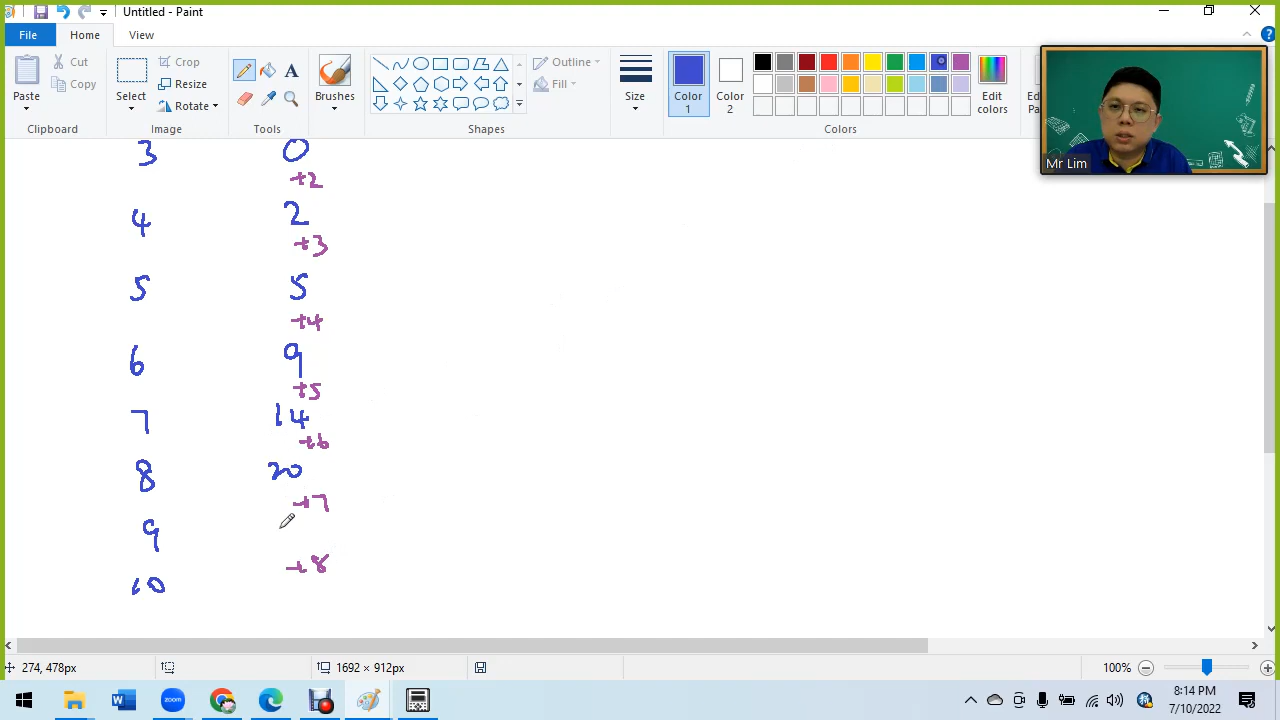 Untitled - Paint
File Home View
Paste
Cut
Copy
Clipboard
Select
Crop
Resize
Rotate
Image
A
Tools
Brushes
Shapes
Outline
Fill
Size
Color 1
Color 2
Edit colors
Colors
Mr Lim
3 0
+2
4 2
+3
5 5
+4
6 9
+5
7 14
+6
8 20
+7
9
+8
10
274, 478px
1692 × 912px
100%
8:14 PM
7/10/2022